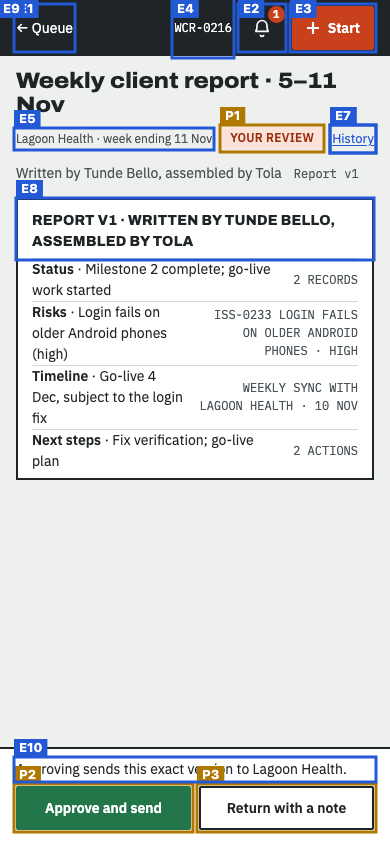 E9 E1 E4 E2 1 E3
← Queue WCR-0216 + Start
Weekly client report · 5–11
Nov
E5 P1 E7
Lagoon Health · week ending 11 Nov YOUR REVIEW History
Written by Tunde Bello, assembled by Tola Report v1
E8
REPORT V1 · WRITTEN BY TUNDE BELLO,
ASSEMBLED BY TOLA
Status · Milestone 2 complete; go-live
work started
2 RECORDS
Risks · Login fails on
older Android phones
(high)
ISS-0233 LOGIN FAILS
ON OLDER ANDROID
PHONES · HIGH
Timeline · Go-live 4
Dec, subject to the login
fix
WEEKLY SYNC WITH
LAGOON HEALTH · 10 NOV
Next steps · Fix verification; go-live
plan
2 ACTIONS
E10
Approving sends this exact version to Lagoon Health.
P2 P3
Approve and send Return with a note